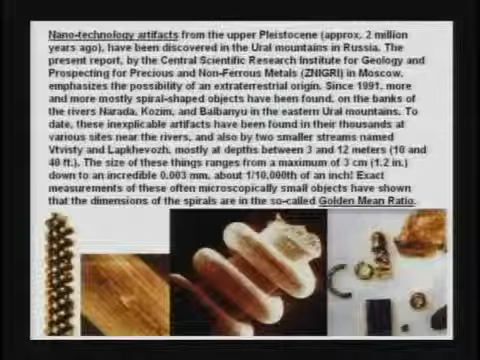 Nano-technology artifacts from the upper Pleistocene (approx. 2 million
years ago), have been discovered in the Ural mountains in Russia. The
present report, by the Central Scientific Research Institute for Geology and
Prospecting for Precious and Non-Ferrous Metals (ZNIGRI) in Moscow,
emphasizes the possibility of an extraterrestrial origin. Since 1991, more
and more mostly spiral-shaped objects have been found, on the banks of
the rivers Narada, Kozim, and Balbanyu in the eastern Ural mountains. To
date, these inexplicable artifacts have been found in their thousands at
various sites near the rivers, and also by two smaller streams named
Vtvisty and Lapkhevozh, mostly at depths between 3 and 12 meters (10 and
40 ft.). The size of these things ranges from a maximum of 3 cm (1.2 in.)
down to an incredible 0.003 mm, about 1/10,000th of an inch! Exact
measurements of these often microscopically small objects have shown
that the dimensions of the spirals are in the so-called Golden Mean Ratio.